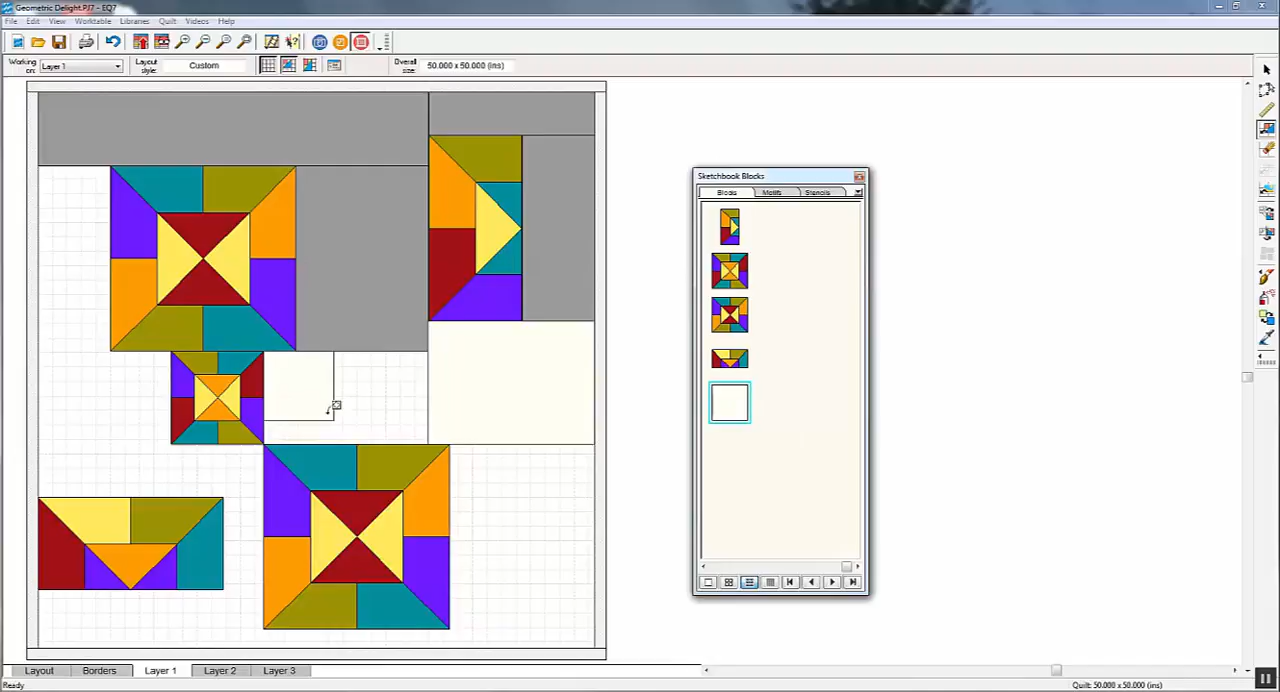 Geometric Delight.PJ7 - EQ7
File Edit View Worktable Libraries Quilt Videos Help
Working on: Layer 1 Layout style: Custom Overall size: 50.000 x 50.000 (ins)
Sketchbook Blocks
Blocks Motifs Stencils
Layout Borders Layer 1 Layer 2 Layer 3
Ready Quilt: 50.000 x 50.000 (ins)